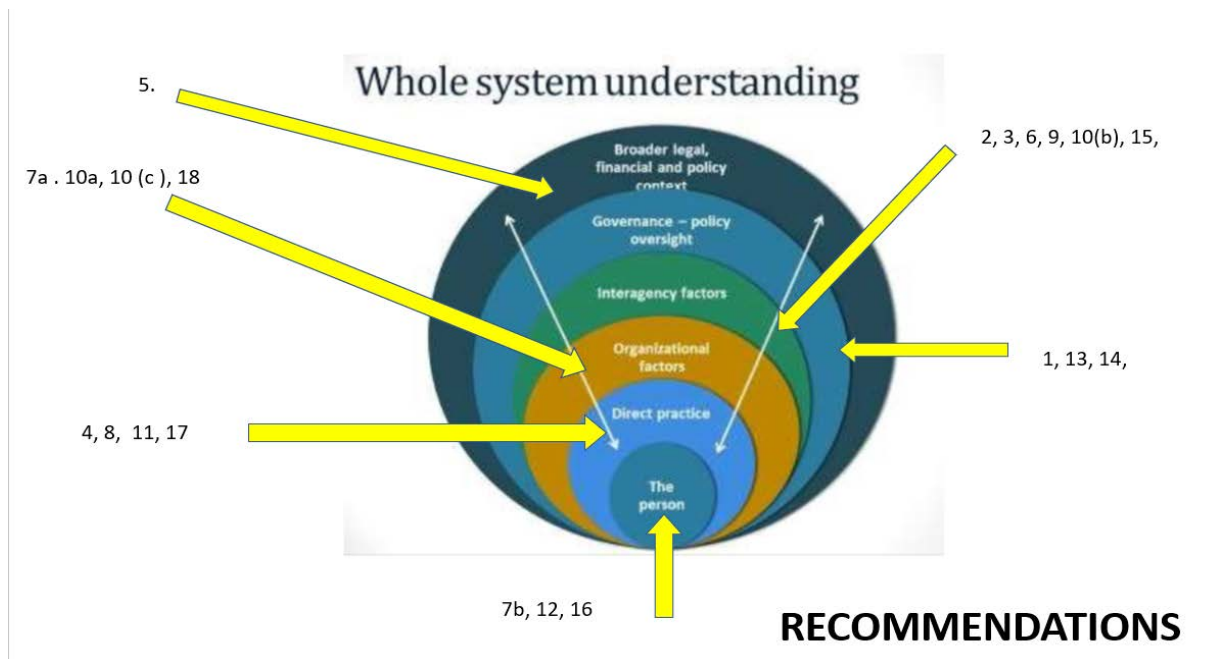 Whole system understanding
5.
2, 3, 6, 9, 10(b), 15,
7a . 10a, 10 (c ), 18
Broader legal,
financial and policy
context
Governance – policy
oversight
Interagency factors
Organizational
factors
1, 13, 14,
Direct practice
4, 8, 11, 17
The
person
7b, 12, 16
RECOMMENDATIONS